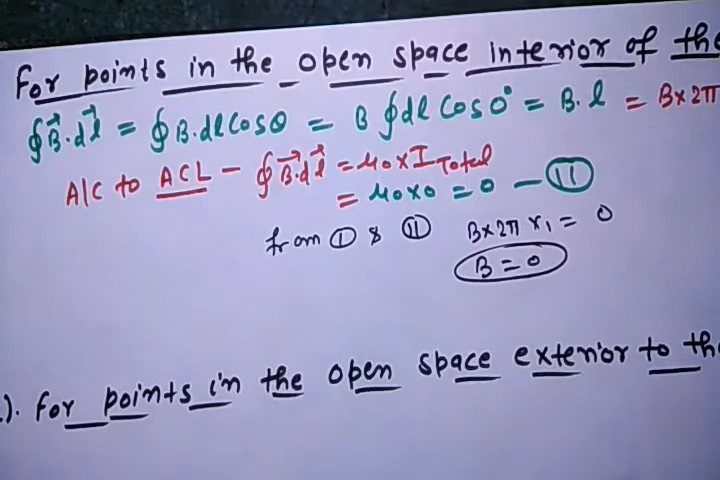 For points in the open space interior of the
∮B⃗.dl⃗ = ∮B.dl Cosθ = B ∮dl Cos0° = B.l = B×2π
A/C to ACL - ∮B⃗.dl⃗ = μ0×I Total
= μ0×0 = 0 - II
from I & II B×2π r₁ = 0
B = 0
). For points in the open space exterior to the